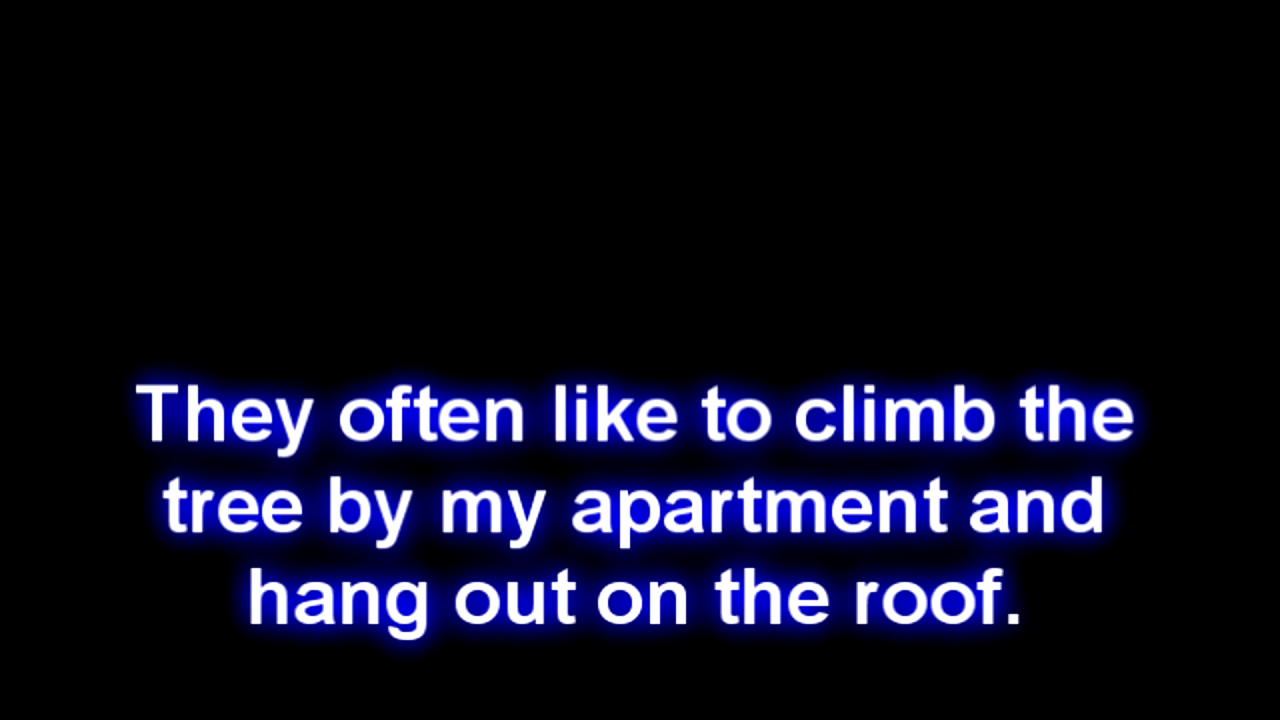 They often like to climb the
tree by my apartment and
hang out on the roof.